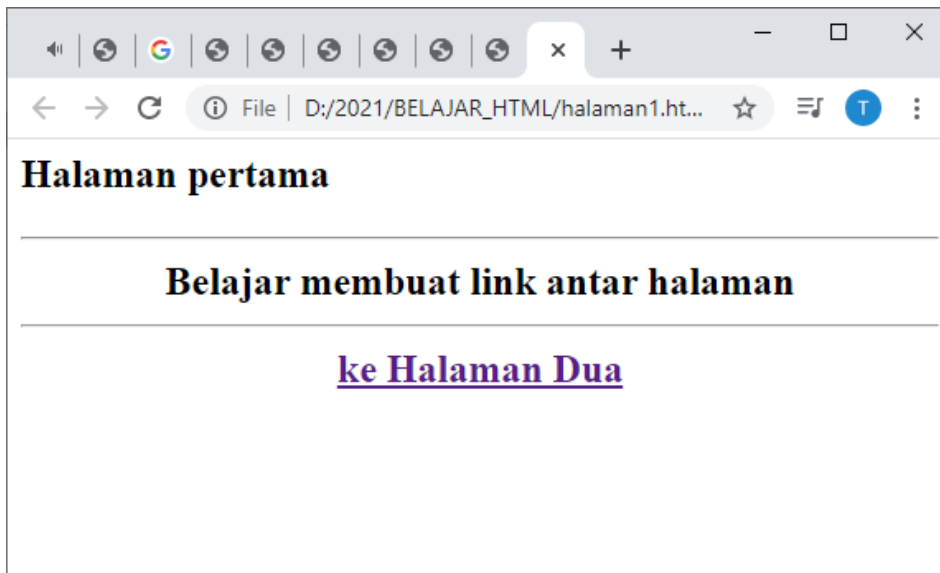 File | D:/2021/BELAJAR_HTML/halaman1.ht...
T
Halaman pertama
Belajar membuat link antar halaman
ke Halaman Dua